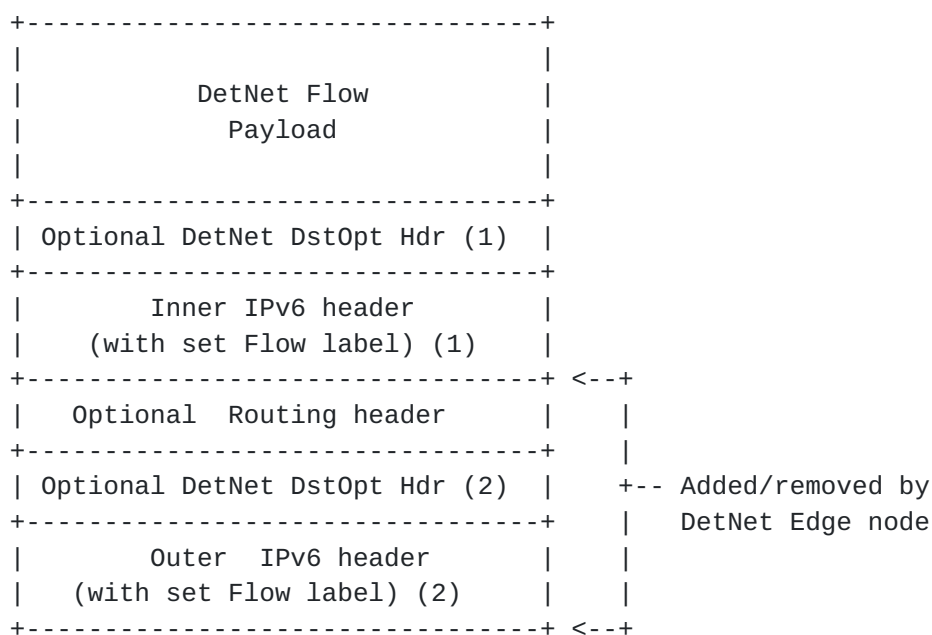 +---------------------------------+
|                                 |
|           DetNet Flow           |
|             Payload             |
|                                 |
+---------------------------------+
| Optional DetNet DstOpt Hdr (1)  |
+---------------------------------+
|        Inner IPv6 header        |
|    (with set Flow label) (1)    |
+---------------------------------+ <--+
|   Optional  Routing header      |    |
+---------------------------------+    |
| Optional DetNet DstOpt Hdr (2)  |    +-- Added/removed by
+---------------------------------+    |   DetNet Edge node
|        Outer  IPv6 header       |    |
|   (with set Flow label) (2)     |    |
+---------------------------------+ <--+